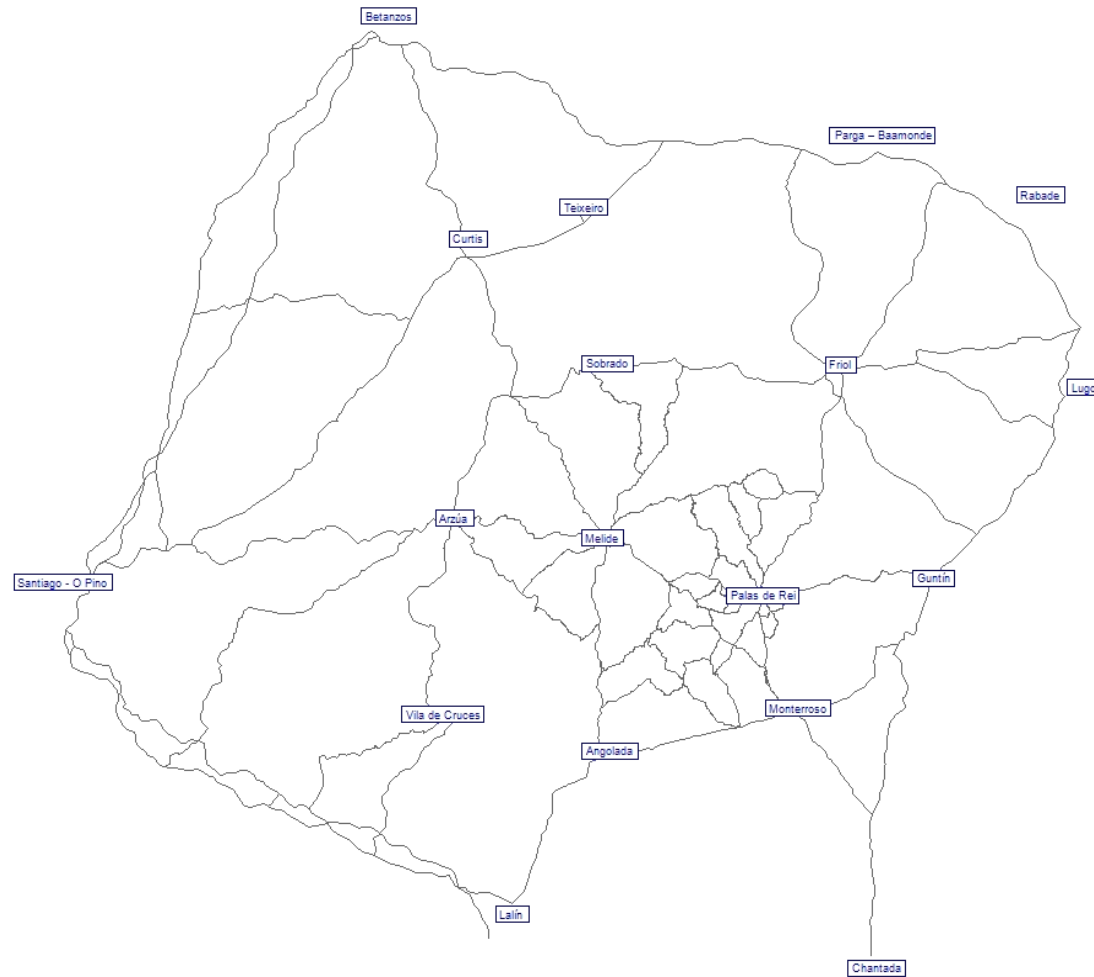 Betanzos
Parga – Baamonde
Rabade
Teixeiro
Curtis
Sobrado
Friol
Lugo
Arzúa
Melide
Santiago - O Pino
Guntín
Palas de Rei
Vila de Cruces
Monterroso
Angolada
Lalín
Chantada